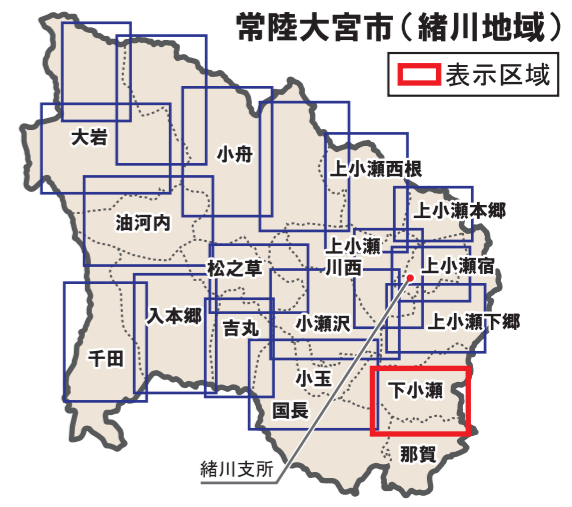 常陸大宮市（緒川地域）
表示区域
大岩
小舟
上小瀬西根
油河内
上小瀬本郷
上小瀬
川西
松之草
上小瀬宿
入本郷
吉丸
小瀬沢
上小瀬下郷
千田
小玉
下小瀬
国長
那賀
緒川支所